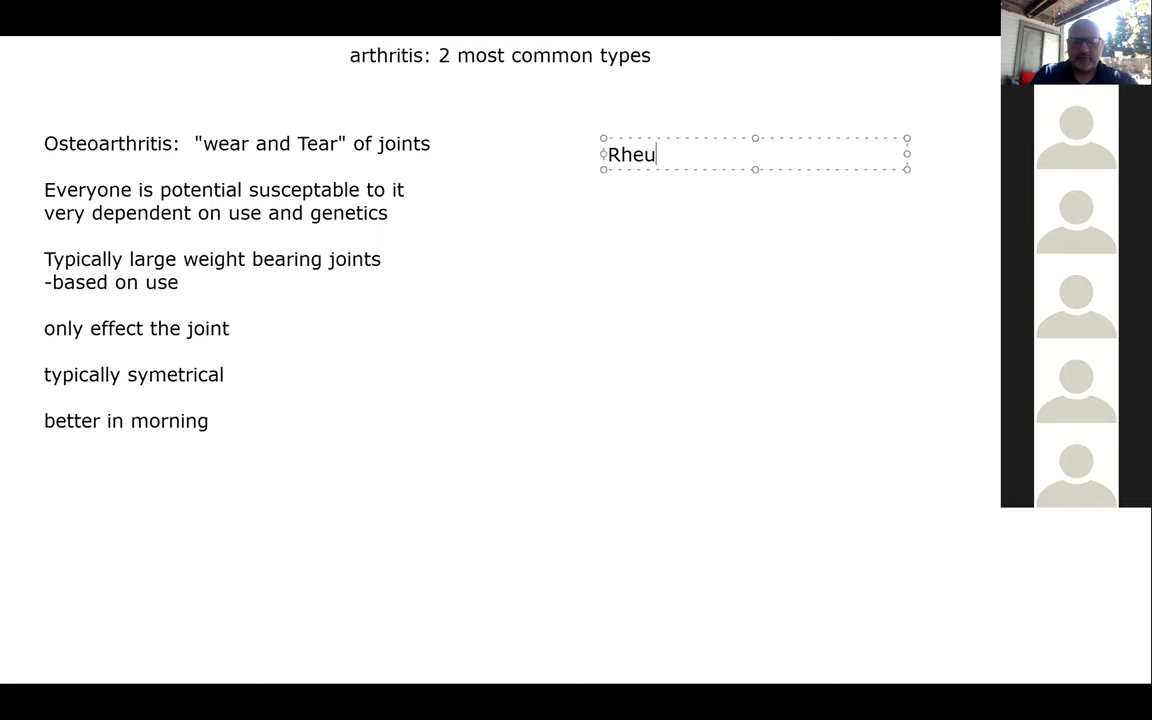 arthritis: 2 most common types
Osteoarthritis: "wear and Tear" of joints
Everyone is potential susceptable to it
very dependent on use and genetics
Typically large weight bearing joints
-based on use
only effect the joint
typically symetrical
better in morning
Rheu